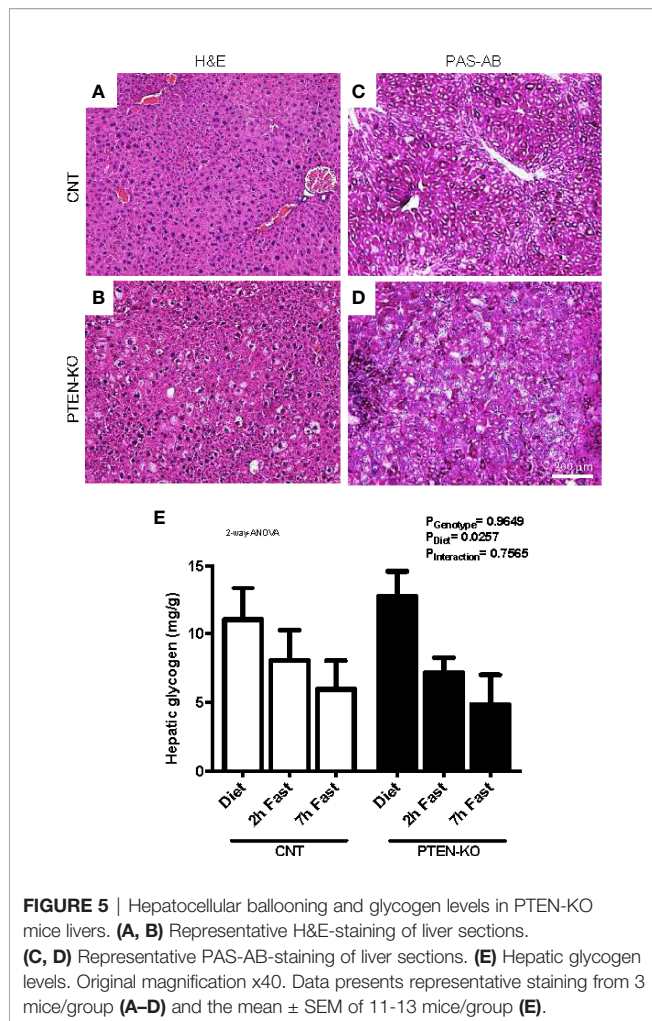 H&E
PAS-AB
A
C
CNT
B
D
PTEN-KO
200 µm
E
2-way-ANOVA
PGenotype= 0.9649
PDiet= 0.0257
PInteraction= 0.7565
Hepatic glycogen (mg/g)
15
10
5
0
Diet
2h Fast
7h Fast
Diet
2h Fast
7h Fast
CNT
PTEN-KO
FIGURE 5 | Hepatocellular ballooning and glycogen levels in PTEN-KO
mice livers. (A, B) Representative H&E-staining of liver sections.
(C, D) Representative PAS-AB-staining of liver sections. (E) Hepatic glycogen
levels. Original magnification x40. Data presents representative staining from 3
mice/group (A–D) and the mean ± SEM of 11-13 mice/group (E).